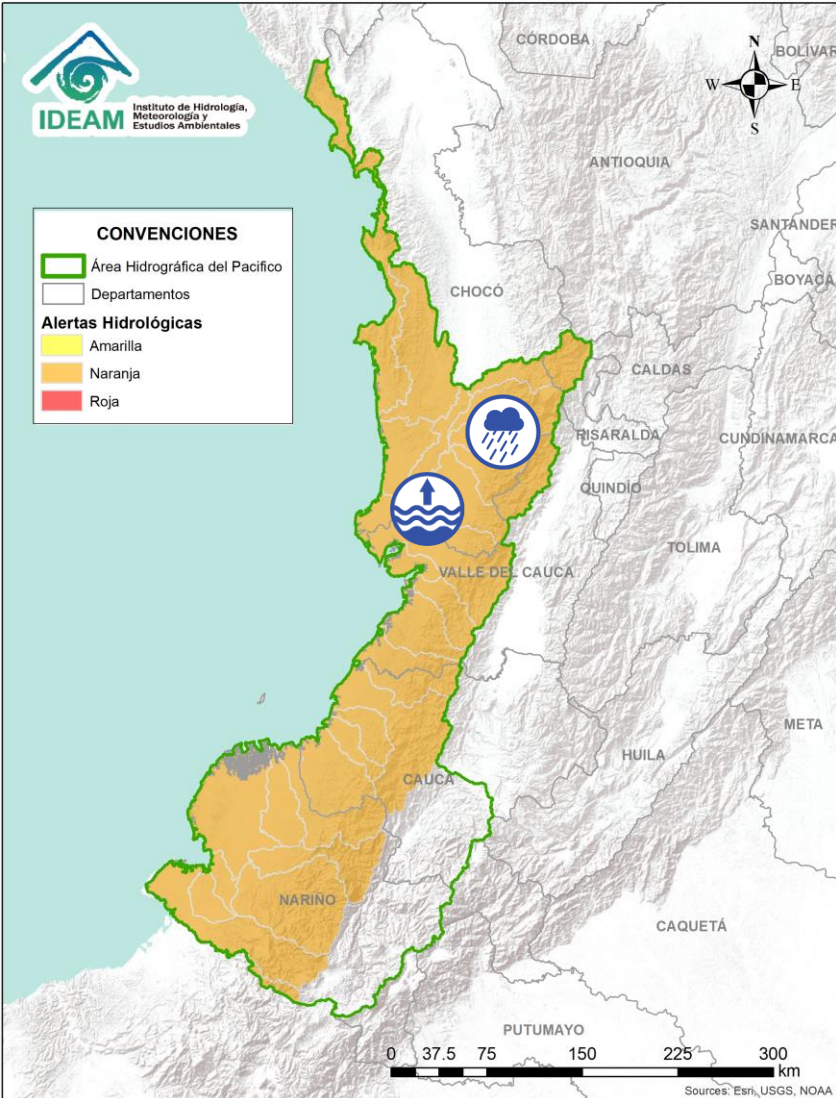 IDEAM
Instituto de Hidrología,
Meteorología y
Estudios Ambientales
N
W
E
S
CÓRDOBA
BOLÍVAR
ANTIOQUIA
SANTANDER
BOYACÁ
CONVENCIONES
Área Hidrográfica del Pacifico
Departamentos
Alertas Hidrológicas
Amarilla
Naranja
Roja
CHOCÓ
CALDAS
RISARALDA
CUNDINAMARCA
QUINDÍO
TOLIMA
VALLE DEL CAUCA
META
HUILA
CAUCA
NARIÑO
CAQUETÁ
PUTUMAYO
0 37.5 75 150 225 300
km
Sources: Esri, USGS, NOAA